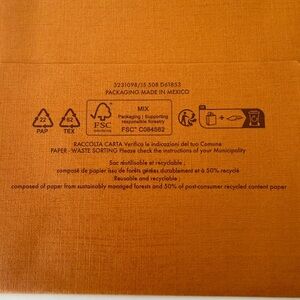 3231098/15 508 D61853
PACKAGING MADE IN MEXICO
22
PAP
62
TEX
FSC
MIX
Packaging | Supporting
responsible forestry
FSC™ C084562
RACCOLTA CARTA Verifica le indicazioni del tuo Comune
PAPER - WASTE SORTING Please check the instructions of your Municipality
Sac réutilisable et recyclable ;
composé de papier issu de forêts gérées durablement et à 50% recyclé
Reusable and recyclable ;
composed of paper from sustainably managed forests and 50% of post-consumer recycled content paper